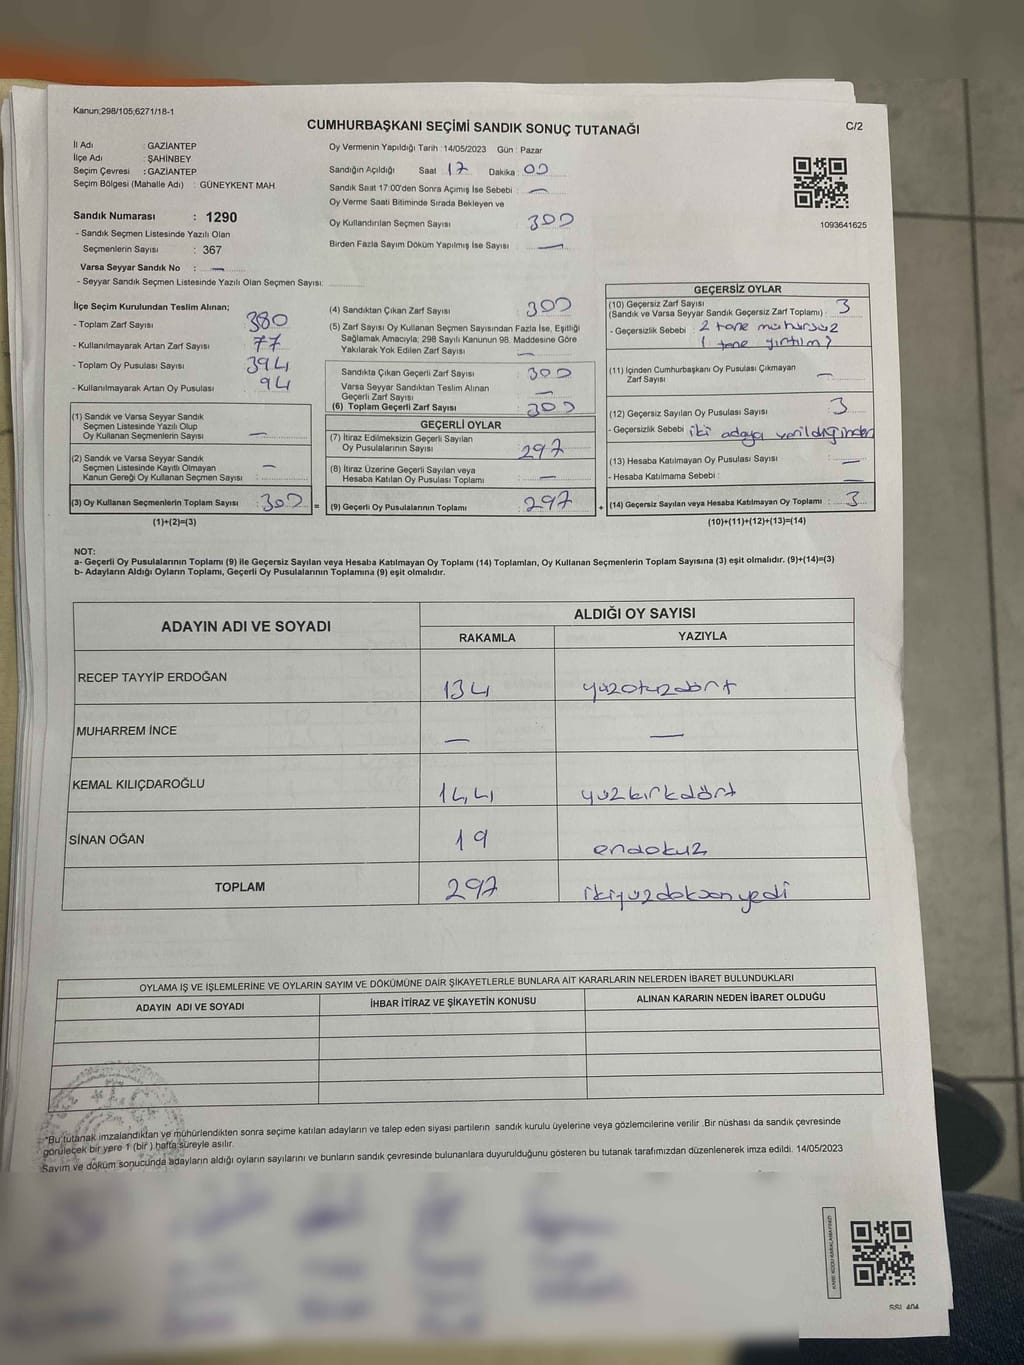 Kanun;298/105;6271/18-1
CUMHURBAŞKANI SEÇİMİ SANDIK SONUÇ TUTANAĞI
C/2
İl Adı : GAZİANTEP
İlçe Adı : ŞAHİNBEY
Seçim Çevresi : GAZİANTEP
Seçim Bölgesi (Mahalle Adı) : GÜNEYKENT MAH.
Sandık Numarası : 1290
- Sandık Seçmen Listesinde Yazılı Olan
Seçmenlerin Sayısı : 367
Varsa Seyyar Sandık No : —
- Seyyar Sandık Seçmen Listesinde Yazılı Olan Seçmen Sayısı:
Oy Vermenin Yapıldığı Tarih :14/05/2023 Gün : Pazar
Sandığın Açıldığı Saat 17 Dakika 00
Sandık Saat 17:00'den Sonra Açımış İse Sebebi : —
Oy Verme Saati Bitiminde Sırada Bekleyen ve
Oy Kullandırılan Seçmen Sayısı 300
Birden Fazla Sayım Döküm Yapılmış İse Sayısı : —
1093641625
İlçe Seçim Kurulundan Teslim Alınan;
- Toplam Zarf Sayısı 380
- Kullanılmayarak Artan Zarf Sayısı 77
- Toplam Oy Pusulası Sayısı 394
- Kullanılmayarak Artan Oy Pusulası 94
(1) Sandık ve Varsa Seyyar Sandık
Seçmen Listesinde Yazılı Olup
Oy Kullanan Seçmenlerin Sayısı : —
(2) Sandık ve Varsa Seyyar Sandık
Seçmen Listesinde Kayıtlı Olmayan
Kanun Gereği Oy Kullanan Seçmen Sayısı : —
(3) Oy Kullanan Seçmenlerin Toplam Sayısı : 300 =
(1)+(2)=(3)
(4) Sandıktan Çıkan Zarf Sayısı 300
(5) Zarf Sayısı Oy Kullanan Seçmen Sayısından Fazla İse, Eşitliği
Sağlamak Amacıyla; 298 Sayılı Kanunun 98. Maddesine Göre
Yakılarak Yok Edilen Zarf Sayısı —
Sandıkta Çıkan Geçerli Zarf Sayısı : 300
Varsa Seyyar Sandıktan Teslim Alınan
Geçerli Zarf Sayısı —
(6) Toplam Geçerli Zarf Sayısı : 300
GEÇERLİ OYLAR
(7) İtiraz Edilmeksizin Geçerli Sayılan
Oy Pusulalarının Sayısı : 297
(8) İtiraz Üzerine Geçerli Sayılan veya
Hesaba Katılan Oy Pusulası Toplamı : —
(9) Geçerli Oy Pusulalarının Toplamı : 297 +
GEÇERSİZ OYLAR
(10) Geçersiz Zarf Sayısı
(Sandık ve Varsa Seyyar Sandık Geçersiz Zarf Toplamı) : 3
- Geçersizlik Sebebi : 2 tane mühürsüz
1 tane
(11) İçinden Cumhurbaşkanı Oy Pusulası Çıkmayan
Zarf Sayısı : —
(12) Geçersiz Sayılan Oy Pusulası Sayısı : 3
- Geçersizlik Sebebi : iki adaya
(13) Hesaba Katılmayan Oy Pusulası Sayısı : —
- Hesaba Katılmama Sebebi : —
(14) Geçersiz Sayılan veya Hesaba Katılmayan Oy Toplamı : 3
(10)+(11)+(12)+(13)=(14)
NOT:
a- Geçerli Oy Pusulalarının Toplamı (9) ile Geçersiz Sayılan veya Hesaba Katılmayan Oy Toplamı (14) Toplamları, Oy Kullanan Seçmenlerin Toplam Sayısına (3) eşit olmalıdır. (9)+(14)=(3)
b- Adayların Aldığı Oyların Toplamı, Geçerli Oy Pusulalarının Toplamına (9) eşit olmalıdır.
ADAYIN ADI VE SOYADI
ALDIĞI OY SAYISI
RAKAMLA YAZIYLA
RECEP TAYYİP ERDOĞAN 134 yüzotuzdört
MUHARREM İNCE — —
KEMAL KILIÇDAROĞLU 144 yüzkırkdört
SİNAN OĞAN 19 ondokuz
TOPLAM 297 ikiyüzdoksanyedi
OYLAMA İŞ VE İŞLEMLERİNE VE OYLARIN SAYIM VE DÖKÜMÜNE DAİR ŞİKAYETLERLE BUNLARA AİT KARARLARIN NELERDEN İBARET BULUNDUKLARI
ADAYIN ADI VE SOYADI İHBAR İTİRAZ VE ŞİKAYETİN KONUSU ALINAN KARARIN NEDEN İBARET OLDUĞU
"Bu tutanak imzalandıktan ve mühürlendikten sonra seçime katılan adayların ve talep eden siyasi partilerin sandık kurulu üyelerine veya gözlemcilerine verilir .Bir nüshası da sandık çevresinde
görülecek bir yere 1 (bir ) hafta süreyle asılır.
Sayım ve döküm sonucunda adayların aldığı oyların sayılarını ve bunların sandık çevresinde bulunanlara duyurulduğunu gösteren bu tutanak tarafımızdan düzenlenerek imza edildi. 14/05/2023
KARE KODU KARALAMAYINIZ!